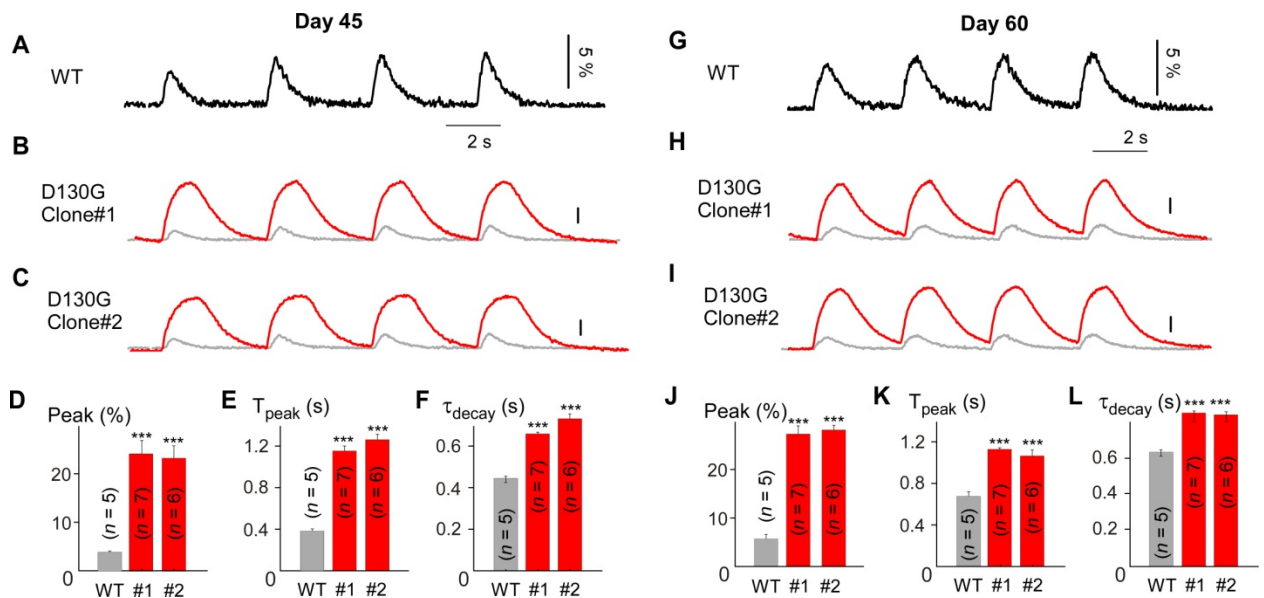 Day 45
A
WT
5 %
2 s
B
D130G
Clone#1
C
D130G
Clone#2
D
Peak (%)
20
10
0
(n = 5)
***
(n = 7)
***
(n = 6)
WT #1 #2
E
Tpeak (s)
1.2
0.8
0.4
0
(n = 5)
***
(n = 7)
***
(n = 6)
WT #1 #2
F
τdecay (s)
0.6
0.4
0.2
0
(n = 5)
***
(n = 7)
***
(n = 6)
WT #1 #2
Day 60
G
WT
5 %
2 s
H
D130G
Clone#1
I
D130G
Clone#2
J
Peak (%)
20
10
0
(n = 5)
***
(n = 7)
***
(n = 6)
WT #1 #2
K
Tpeak (s)
1.2
0.8
0.4
0
(n = 5)
***
(n = 7)
***
(n = 6)
WT #1 #2
L
τdecay (s)
0.6
0.4
0.2
0
(n = 5)
***
(n = 7)
***
(n = 6)
WT #1 #2